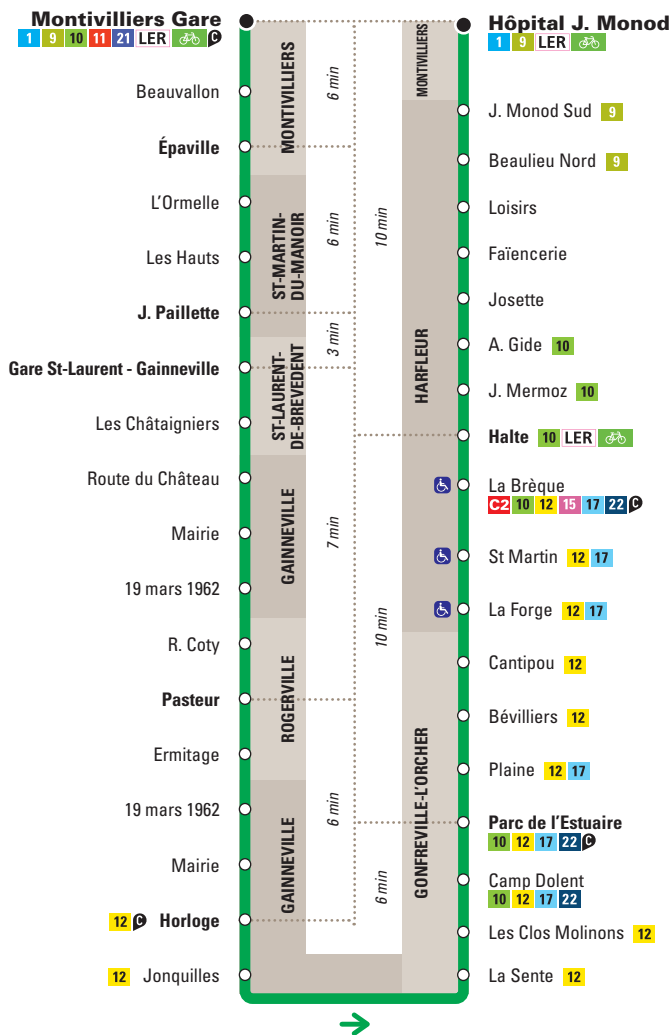 Montivilliers Gare
1 9 10 11 21 LER C
Beauvallon
Épaville
L'Ormelle
Les Hauts
J. Paillette
Gare St-Laurent - Gainneville
Les Châtaigniers
Route du Château
Mairie
19 mars 1962
R. Coty
Pasteur
Ermitage
19 mars 1962
Mairie
12 C Horloge
12 Jonquilles
MONTIVILLIERS
ST-MARTIN-
DU-MANOIR
ST-LAURENT-
DE-BREVEDENT
GAINNEVILLE
ROGERVILLE
GAINNEVILLE
6 min
6 min
3 min
7 min
6 min
10 min
10 min
6 min
MONTIVILLIERS
HARFLEUR
GONFREVILLE-L'ORCHER
Hôpital J. Monod
1 9 LER
J. Monod Sud 9
Beaulieu Nord 9
Loisirs
Faïencerie
Josette
A. Gide 10
J. Mermoz 10
Halte 10 LER
La Brèque
C2 10 12 15 17 22 C
St Martin 12 17
La Forge 12 17
Cantipou 12
Bévilliers 12
Plaine 12 17
Parc de l'Estuaire
10 12 17 22 C
Camp Dolent
10 12 17 22
Les Clos Molinons 12
La Sente 12